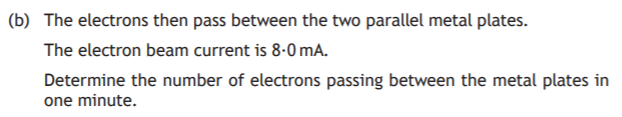 (b) The electrons then pass between the two parallel metal plates.
The electron beam current is 8·0 mA.
Determine the number of electrons passing between the metal plates in
one minute.